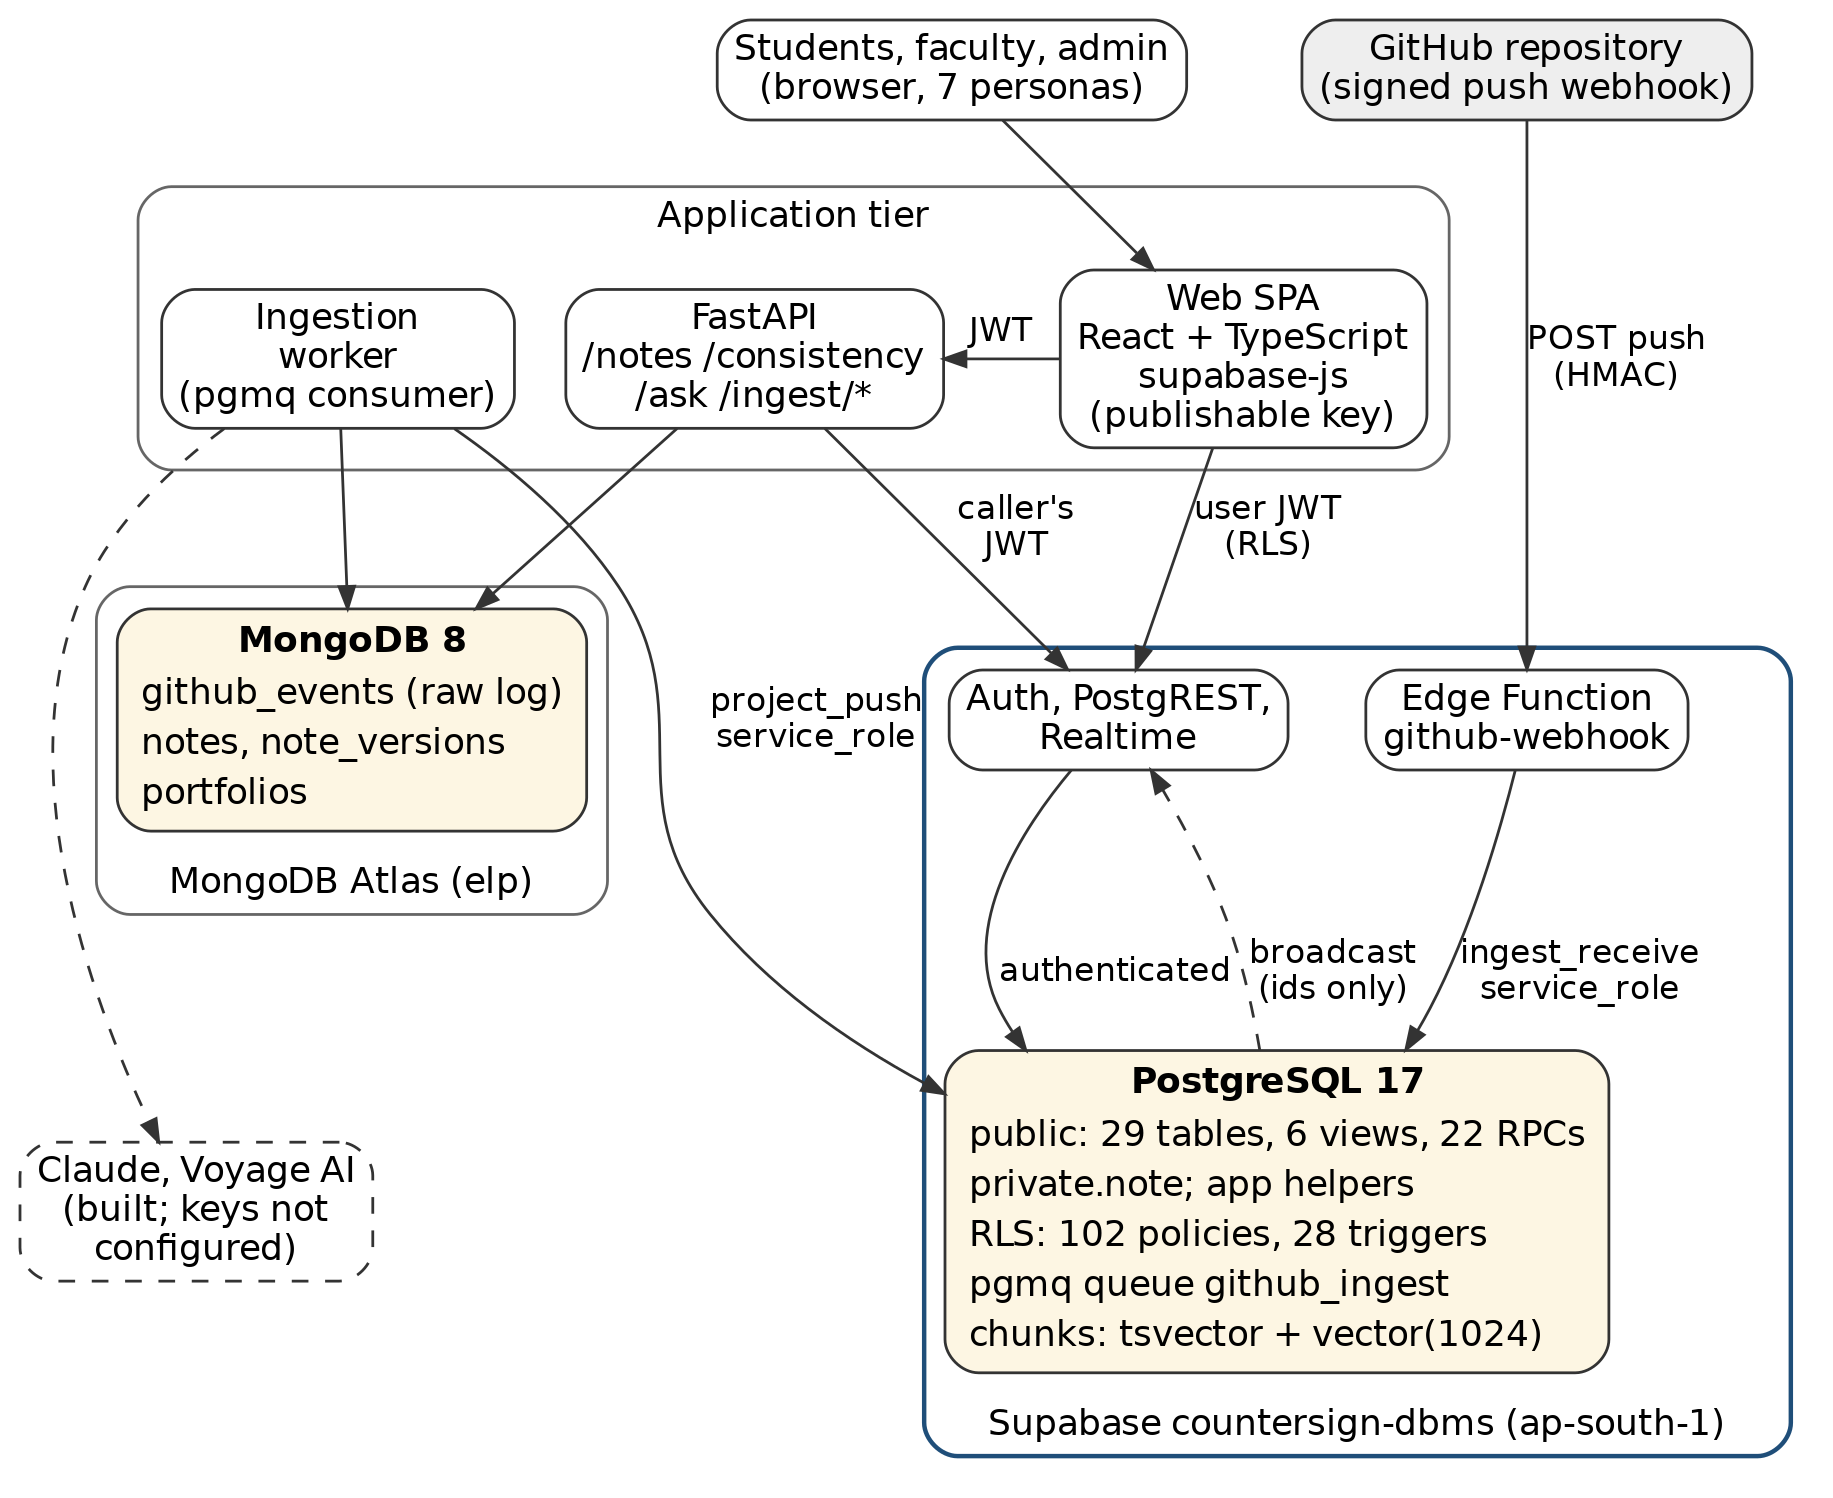 Students, faculty, admin
(browser, 7 personas)
GitHub repository
(signed push webhook)
Application tier
Ingestion
worker
(pgmq consumer)
FastAPI
/notes /consistency
/ask /ingest/*
JWT
Web SPA
React + TypeScript
supabase-js
(publishable key)
POST push
(HMAC)
caller's
JWT
user JWT
(RLS)
MongoDB 8
github_events (raw log)
notes, note_versions
portfolios
MongoDB Atlas (elp)
project_push
service_role
Auth, PostgREST,
Realtime
Edge Function
github-webhook
authenticated
broadcast
(ids only)
ingest_receive
service_role
Claude, Voyage AI
(built; keys not
configured)
PostgreSQL 17
public: 29 tables, 6 views, 22 RPCs
private.note; app helpers
RLS: 102 policies, 28 triggers
pgmq queue github_ingest
chunks: tsvector + vector(1024)
Supabase countersign-dbms (ap-south-1)